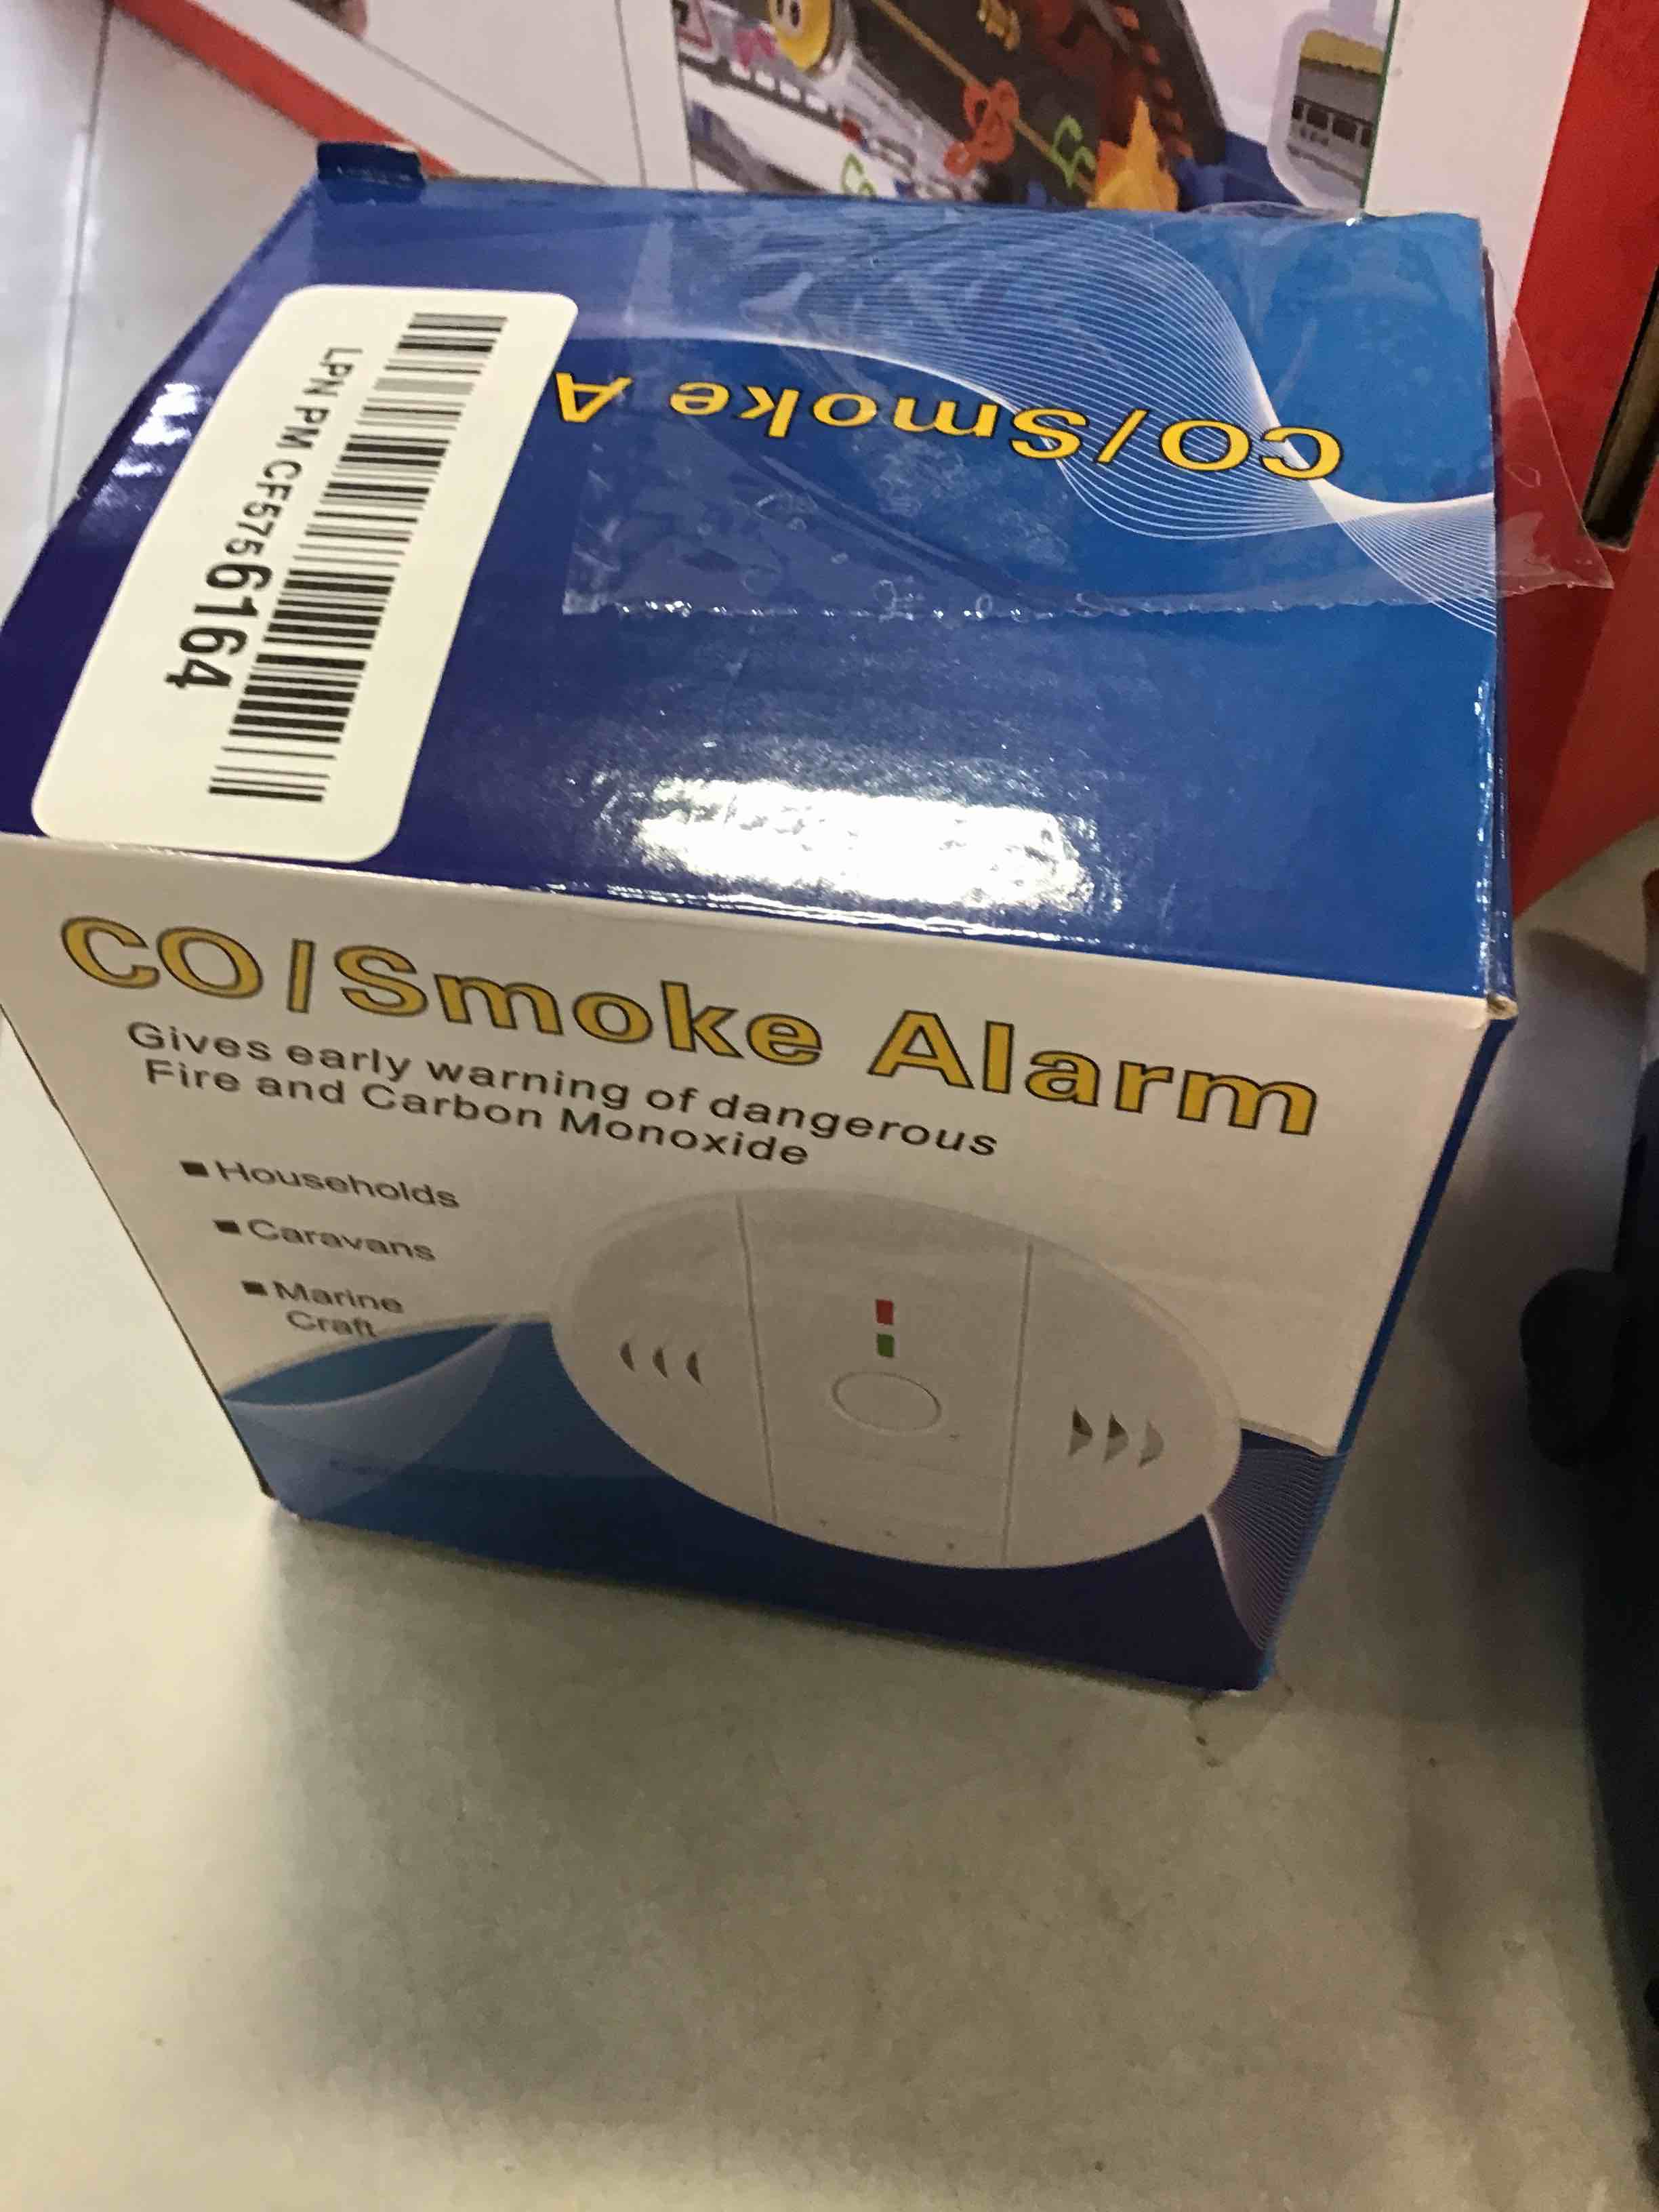 CO/Smoke A
LPN PM CF5756164
CO/Smoke Alarm
Gives early warning of dangerous
Fire and Carbon Monoxide
■ Households
■ Caravans
■ Marine
Craft